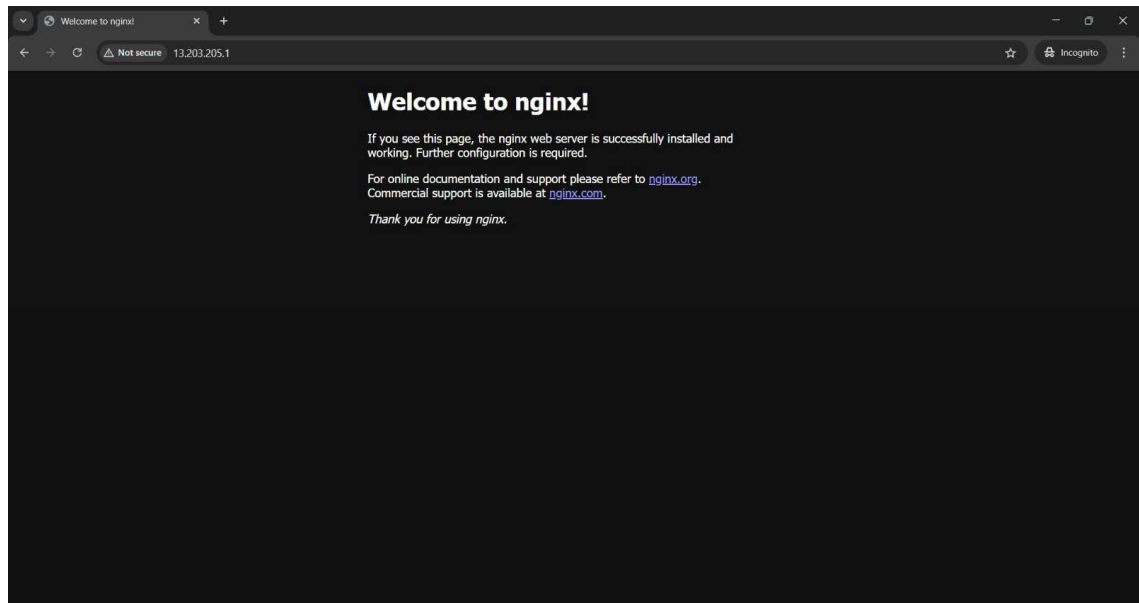 Welcome to nginx!
Not secure 13.203.205.1
Incognito
Welcome to nginx!
If you see this page, the nginx web server is successfully installed and
working. Further configuration is required.
For online documentation and support please refer to nginx.org.
Commercial support is available at nginx.com.
Thank you for using nginx.